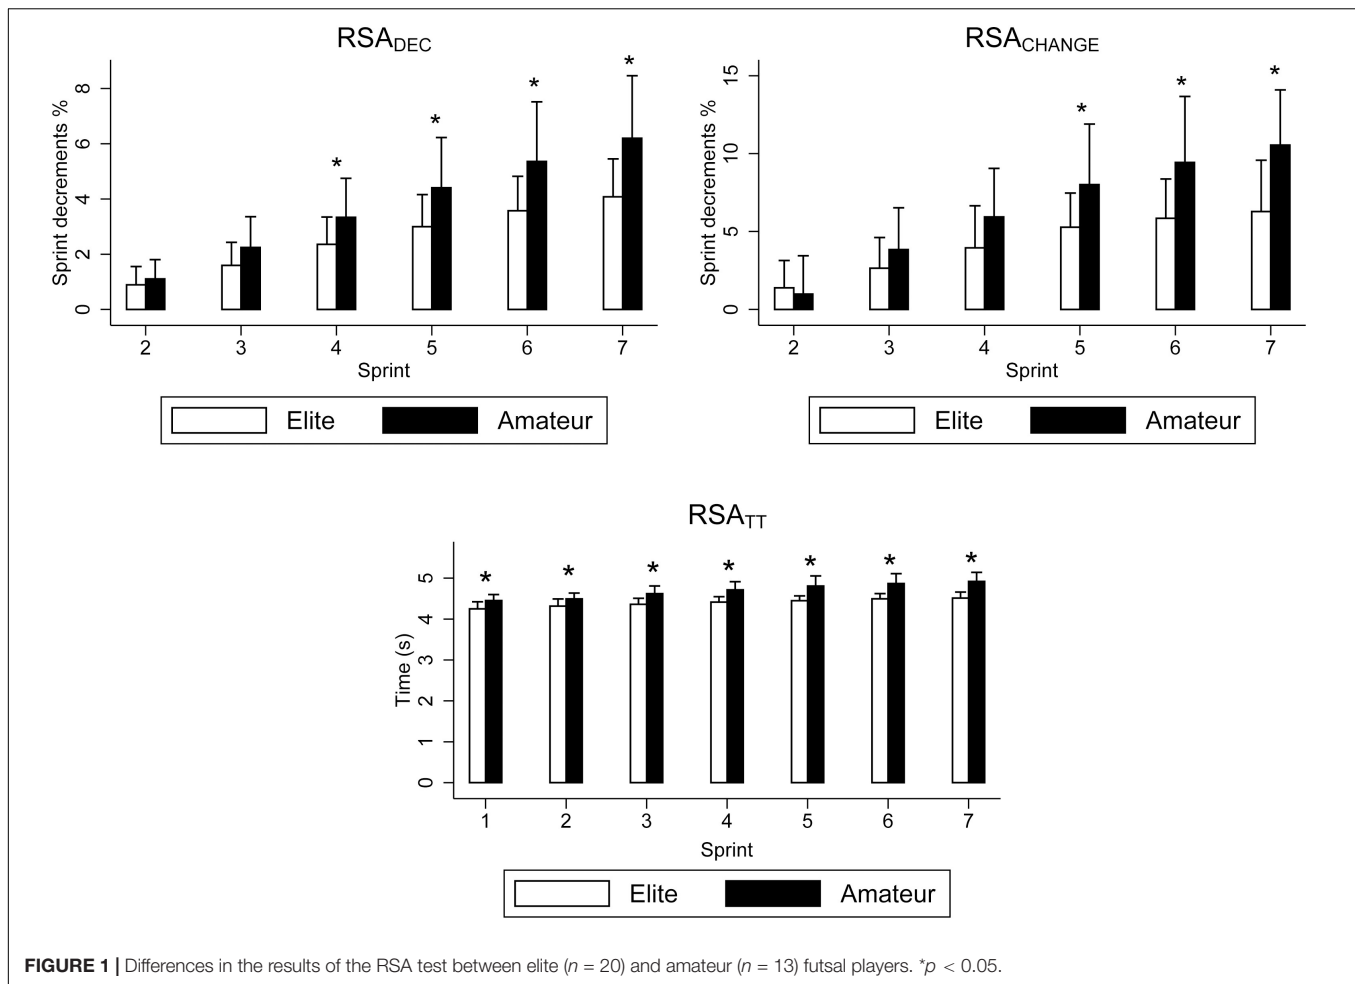 RSA_DEC
Sprint decrements %
8
6
4
2
0
* * * *
2 3 4 5 6 7
Sprint
Elite Amateur
RSA_CHANGE
Sprint decrements %
15
10
5
0
* * *
2 3 4 5 6 7
Sprint
Elite Amateur
RSA_TT
Time (s)
5
4
3
2
1
0
* * * * * * *
1 2 3 4 5 6 7
Sprint
Elite Amateur
FIGURE 1 | Differences in the results of the RSA test between elite (n = 20) and amateur (n = 13) futsal players. *p < 0.05.